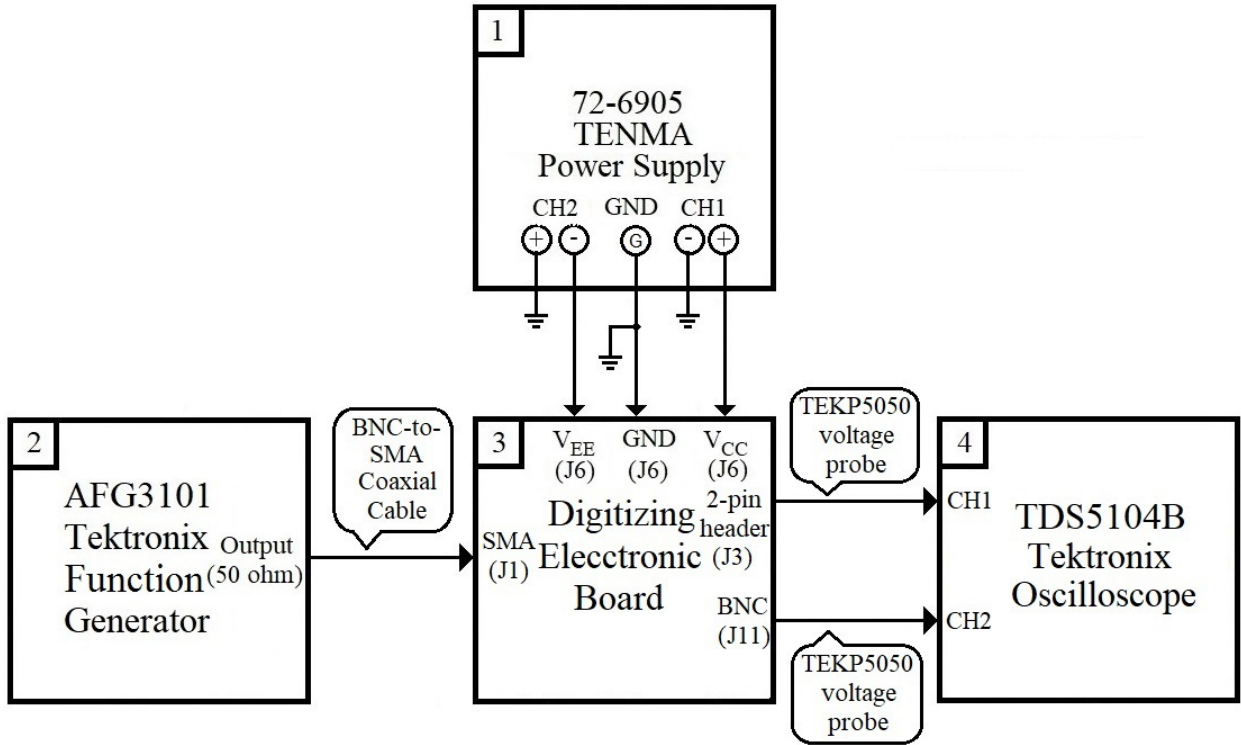 1
72-6905
TENMA
Power Supply
CH2 GND CH1
+ - G - +
2
AFG3101
Tektronix
Function
Generator
Output
(50 ohm)
BNC-to-
SMA
Coaxial
Cable
3
VEE GND VCC
(J6) (J6) (J6)
Digitizing
Elecctronic
Board
SMA
(J1)
2-pin
header
(J3)
BNC
(J11)
TEKP5050
voltage
probe
TEKP5050
voltage
probe
4
CH1
TDS5104B
Tektronix
Oscilloscope
CH2